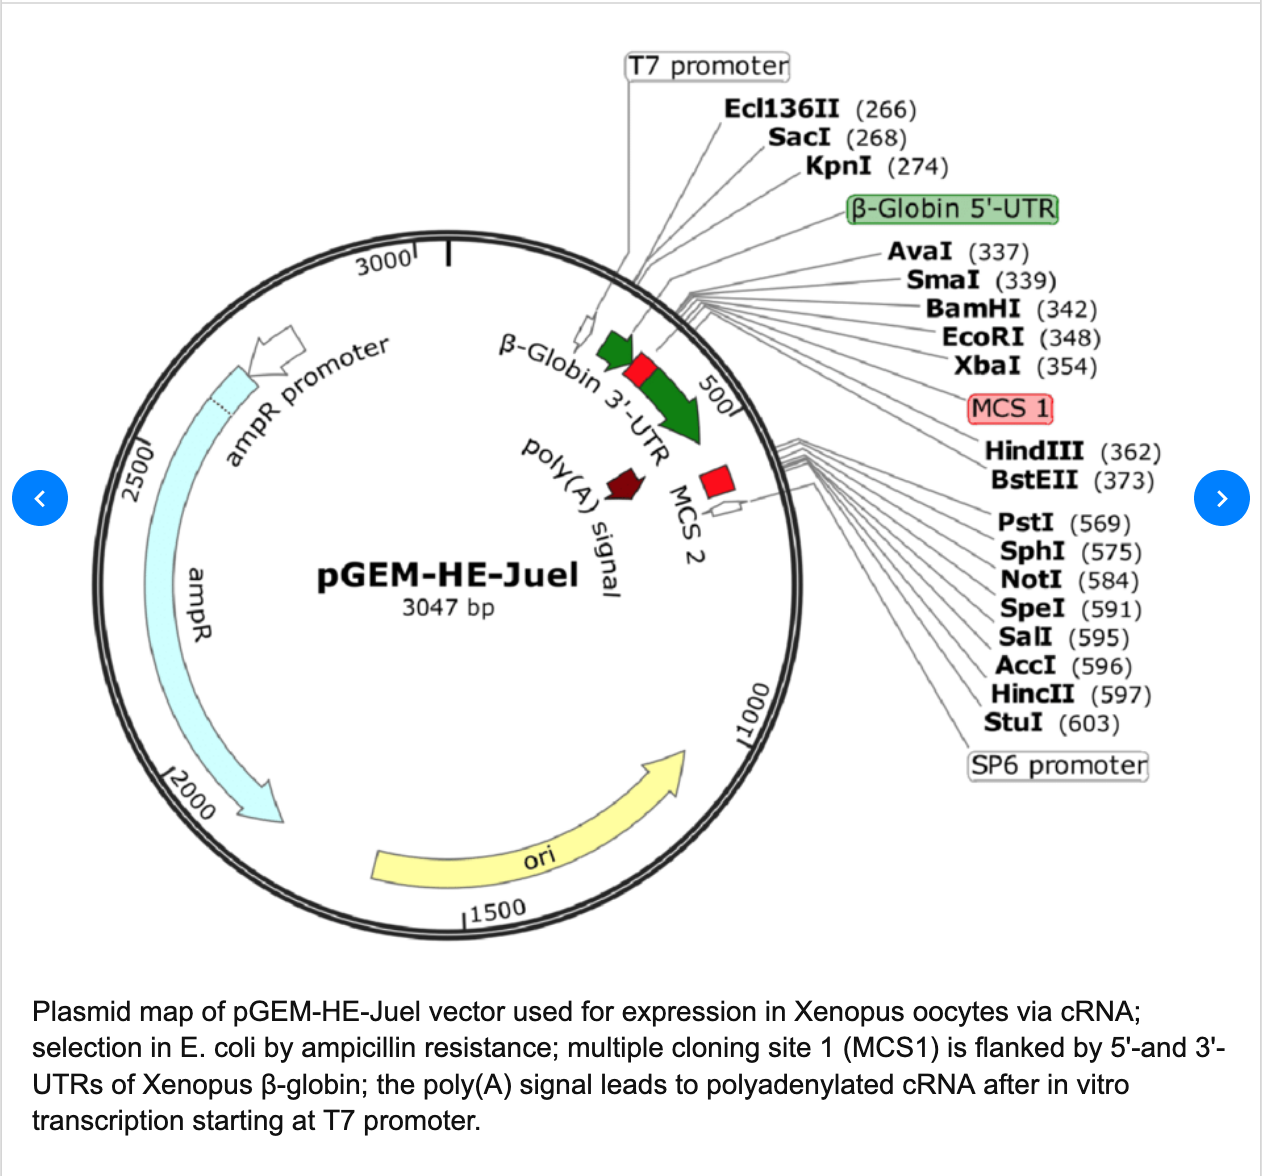 T7 promoter
Ecl136II (266)
SacI (268)
KpnI (274)
β-Globin 5'-UTR
AvaI (337)
SmaI (339)
BamHI (342)
EcoRI (348)
XbaI (354)
MCS 1
HindIII (362)
BstEII (373)
PstI (569)
SphI (575)
NotI (584)
SpeI (591)
SalI (595)
AccI (596)
HincII (597)
StuI (603)
SP6 promoter
3000
500
1000
1500
2000
2500
ampR promoter
β-Globin 3'-UTR
poly(A) signal
MCS 2
ampR
ori
pGEM-HE-Juel
3047 bp
Plasmid map of pGEM-HE-Juel vector used for expression in Xenopus oocytes via cRNA;
selection in E. coli by ampicillin resistance; multiple cloning site 1 (MCS1) is flanked by 5'-and 3'-
UTRs of Xenopus β-globin; the poly(A) signal leads to polyadenylated cRNA after in vitro
transcription starting at T7 promoter.